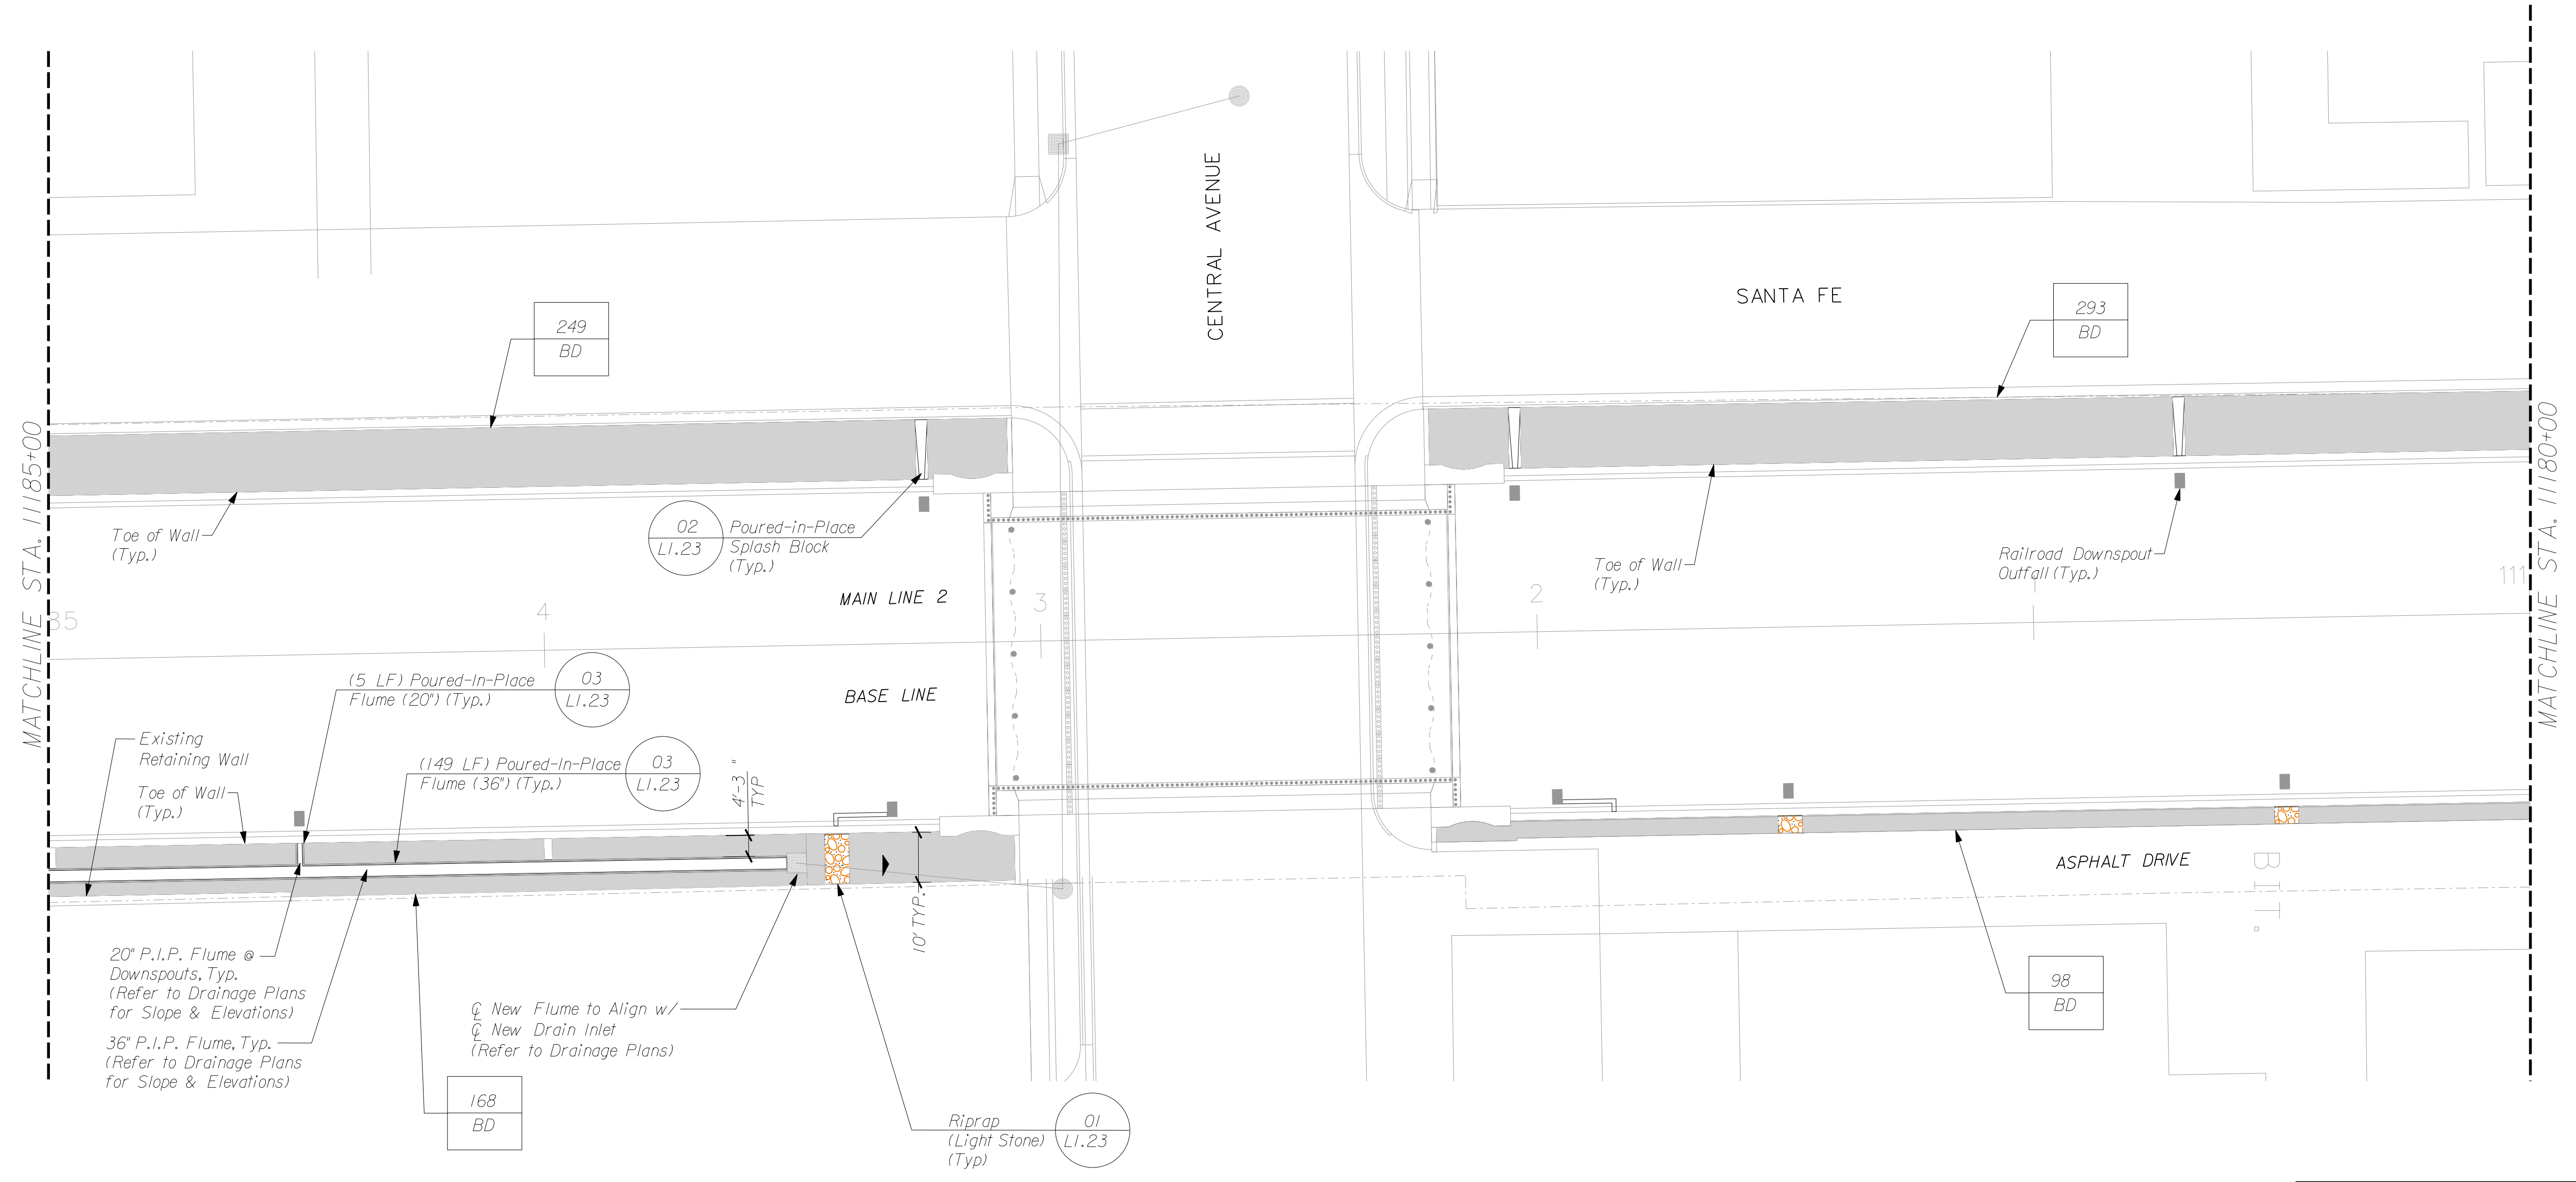 CENTRAL AVENUE
SANTA FE
249
BD
293
BD
MATCHLINE STA. 11185+00
MATCHLINE STA. 11180+00
Toe of Wall
(Typ.)
02
L1.23
Poured-in-Place
Splash Block
(Typ.)
Toe of Wall
(Typ.)
Railroad Downspout
Outfall (Typ.)
MAIN LINE 2
85
4
3
2
1
111
BASE LINE
(5 LF) Poured-In-Place
Flume (20") (Typ.)
03
L1.23
Existing
Retaining Wall
(149 LF) Poured-In-Place
Flume (36") (Typ.)
03
L1.23
4'-3"
TYP
Toe of Wall
(Typ.)
10' TYP.
ASPHALT DRIVE
BIT.
20" P.I.P. Flume @
Downspouts, Typ.
(Refer to Drainage Plans
for Slope & Elevations)
36" P.I.P. Flume, Typ.
(Refer to Drainage Plans
for Slope & Elevations)
℄ New Flume to Align w/
℄ New Drain Inlet
(Refer to Drainage Plans)
98
BD
168
BD
Riprap
(Light Stone)
(Typ)
01
L1.23